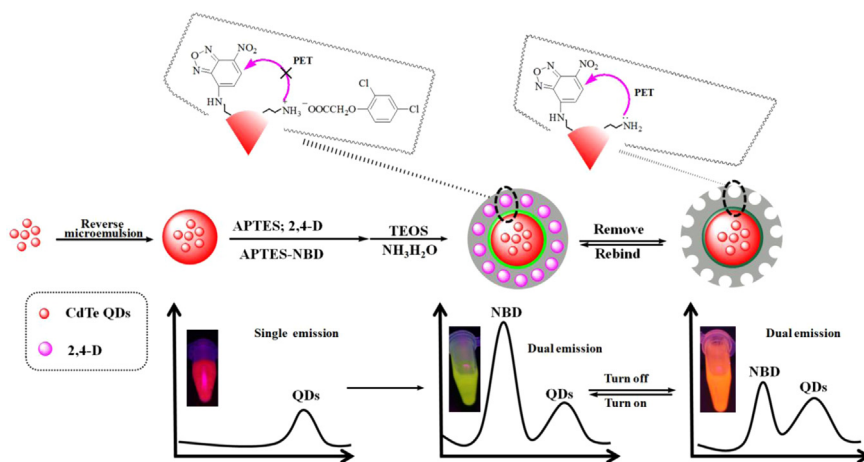 NO₂
PET
N
O
N
HN
NH₃
⁻OOCCH₂O
Cl
Cl
NO₂
PET
N
O
N
HN
NH₂
Reverse
microemulsion
APTES; 2,4-D
APTES-NBD
TEOS
NH₃H₂O
Remove
Rebind
CdTe QDs
2,4-D
Single emission
QDs
NBD
Dual emission
QDs
Turn off
Turn on
Dual emission
NBD
QDs